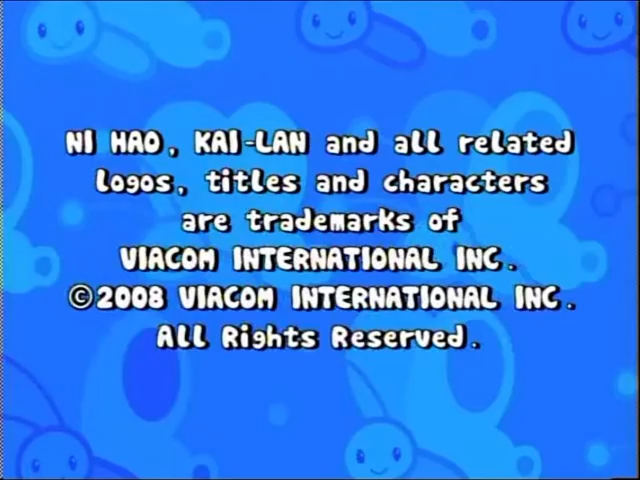 NI HAO, KAI-LAN and all related
logos, titles and characters
are trademarks of
VIACOM INTERNATIONAL INC.
©2008 VIACOM INTERNATIONAL INC.
All Rights Reserved.